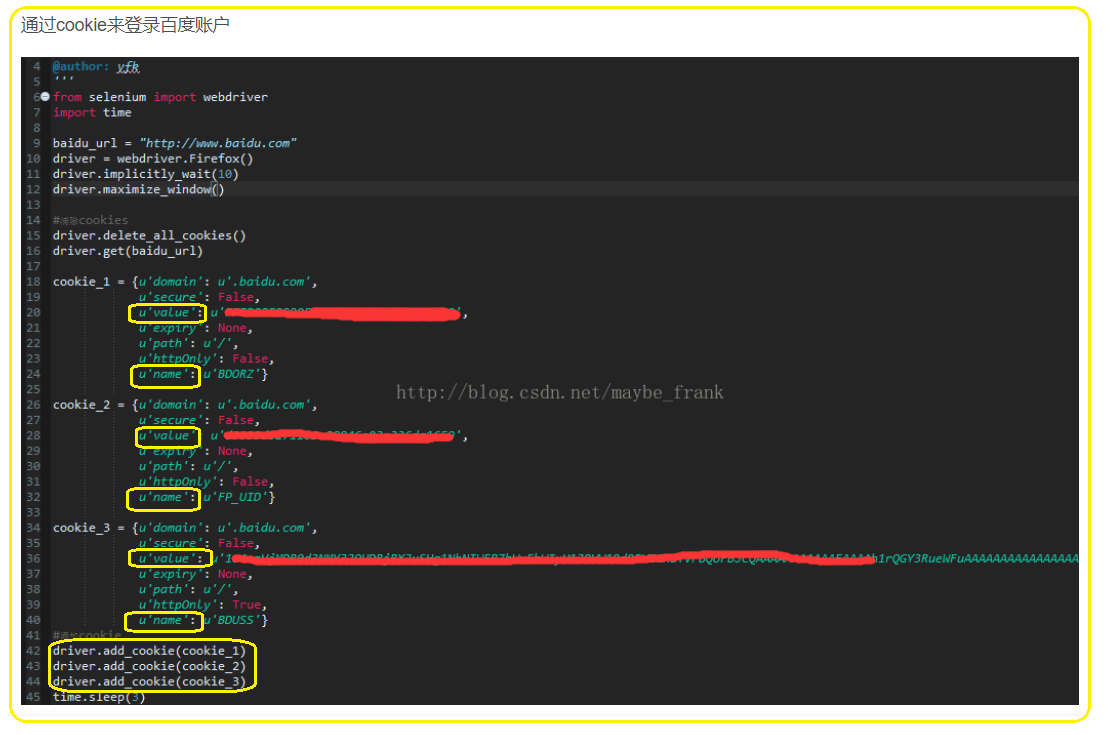 通过cookie来登录百度账户
4 @author: yfk
5 '''
6 from selenium import webdriver
7 import time
8
9 baidu_url = "http://www.baidu.com"
10 driver = webdriver.Firefox()
11 driver.implicitly_wait(10)
12 driver.maximize_window()
13
14 #清除cookies
15 driver.delete_all_cookies()
16 driver.get(baidu_url)
17
18 cookie_1 = {u'domain': u'.baidu.com',
19 u'secure': False,
20 u'value': u' ',
21 u'expiry': None,
22 u'path': u'/',
23 u'httpOnly': False,
24 u'name': u'BDORZ'}
25
http://blog.csdn.net/maybe_frank
26 cookie_2 = {u'domain': u'.baidu.com',
27 u'secure': False,
28 u'value': u' ',
29 u'expiry': None,
30 u'path': u'/',
31 u'httpOnly': False,
32 u'name': u'FP_UID'}
33
34 cookie_3 = {u'domain': u'.baidu.com',
35 u'secure': False,
36 u'value': u'1
37 u'expiry': None,
38 u'path': u'/',
39 u'httpOnly': True,
40 u'name': u'BDUSS'}
41 #添加cookie
42 driver.add_cookie(cookie_1)
43 driver.add_cookie(cookie_2)
44 driver.add_cookie(cookie_3)
45 time.sleep(3)